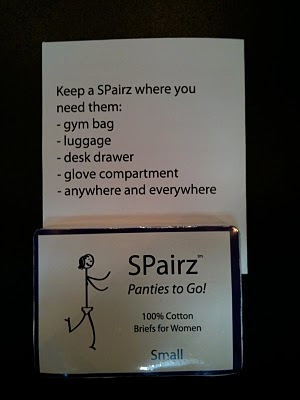 Keep a SPairz where you
need them:
- gym bag
- luggage
- desk drawer
- glove compartment
- anywhere and everywhere
SPairz™
Panties to Go!
100% Cotton
Briefs for Women
Small